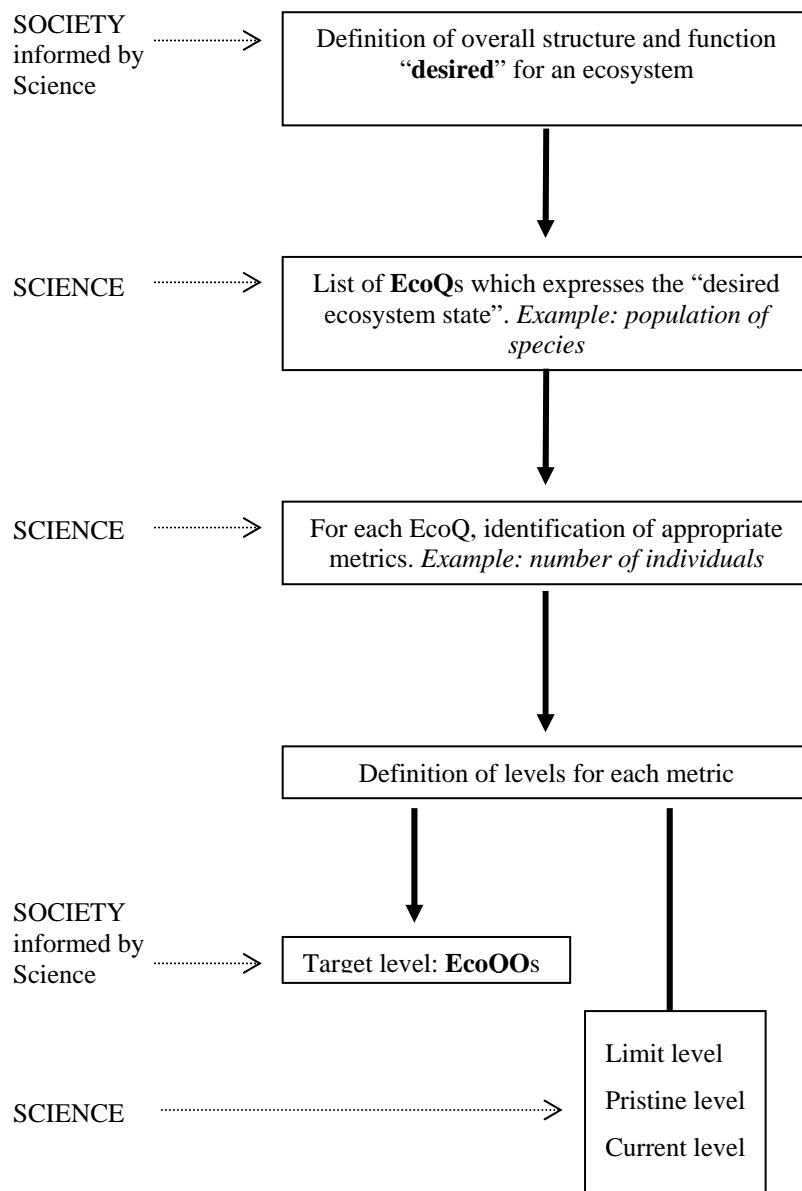 SOCIETY
informed by
Science
Definition of overall structure and function
“desired” for an ecosystem
SCIENCE
List of EcoQs which expresses the “desired
ecosystem state”. Example: population of
species
SCIENCE
For each EcoQ, identification of appropriate
metrics. Example: number of individuals
Definition of levels for each metric
SOCIETY
informed by
Science
Target level: EcoQOs
SCIENCE
Limit level
Pristine level
Current level